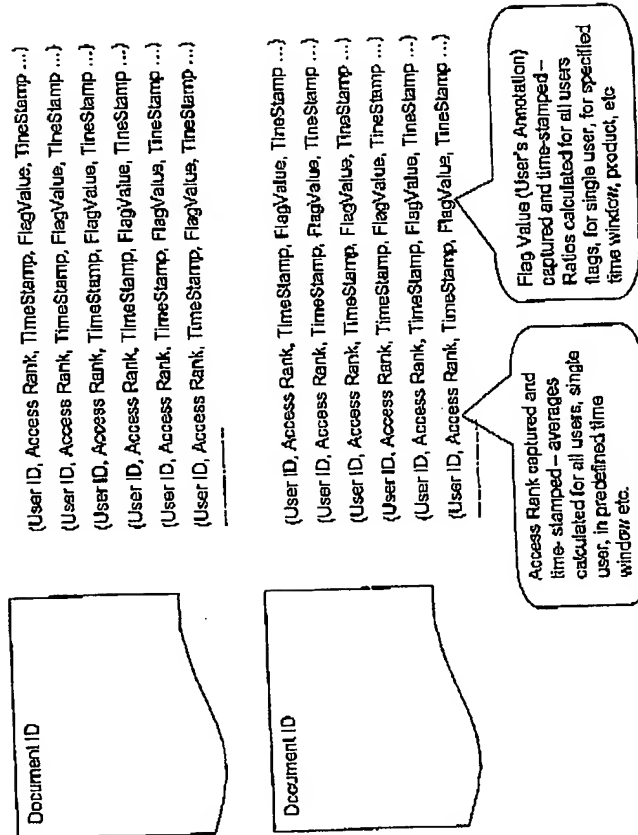 Document ID
(User ID, Access Rank, TimeStamp, FlagValue, TimeStamp ...)
(User ID, Access Rank, TimeStamp, FlagValue, TimeStamp ...)
(User ID, Access Rank, TimeStamp, FlagValue, TimeStamp ...)
(User ID, Access Rank, TimeStamp, FlagValue, TimeStamp ...)
(User ID, Access Rank, TimeStamp, FlagValue, TimeStamp ...)
(User ID, Access Rank, TimeStamp, FlagValue, TimeStamp ...)
Document ID
(User ID, Access Rank, TimeStamp, FlagValue, TimeStamp ...)
(User ID, Access Rank, TimeStamp, FlagValue, TimeStamp ...)
(User ID, Access Rank, TimeStamp, FlagValue, TimeStamp ...)
(User ID, Access Rank, TimeStamp, FlagValue, TimeStamp ...)
(User ID, Access Rank, TimeStamp, FlagValue, TimeStamp ...)
(User ID, Access Rank, TimeStamp, FlagValue, TimeStamp ...)
Access Rank captured and
time- stamped – averages
calculated for all users, single
user, in predefined time
window etc.
Flag Value (User's Annotation)
captured and time-stamped –
Ratios calculated for all users
flags, for single user, for specified
time window, product, etc